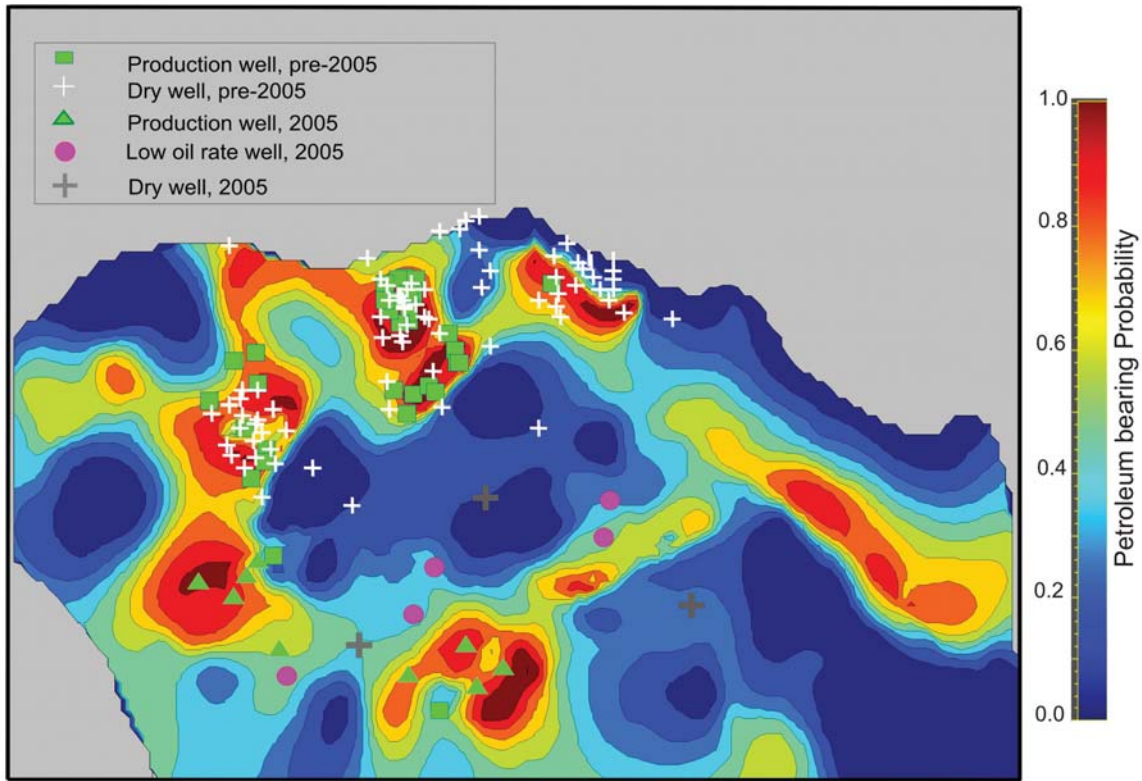 Production well, pre-2005
Dry well, pre-2005
Production well, 2005
Low oil rate well, 2005
Dry well, 2005
1.0
0.8
0.6
0.4
0.2
0.0
Petroleum bearing Probability